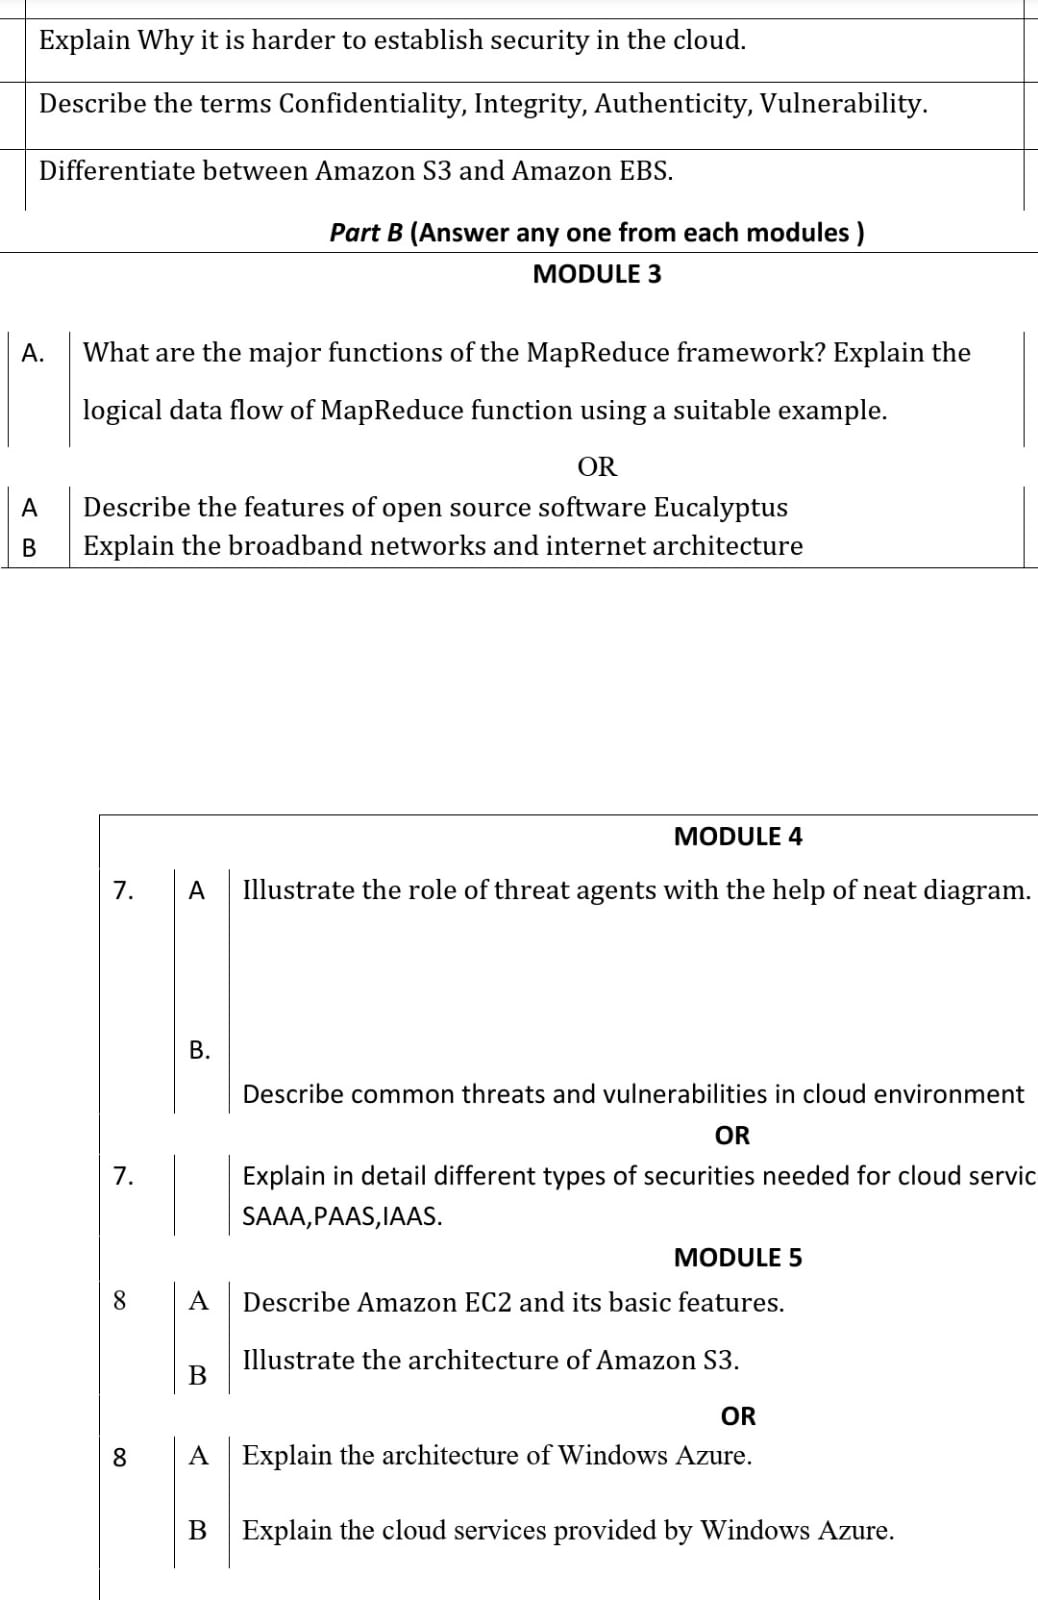 Explain Why it is harder to establish security in the cloud.
Describe the terms Confidentiality, Integrity, Authenticity, Vulnerability.
Differentiate between Amazon S3 and Amazon EBS.
Part B (Answer any one from each modules )
MODULE 3
A. What are the major functions of the MapReduce framework? Explain the
logical data flow of MapReduce function using a suitable example.
OR
A Describe the features of open source software Eucalyptus
B Explain the broadband networks and internet architecture
MODULE 4
7. A Illustrate the role of threat agents with the help of neat diagram.
B.
Describe common threats and vulnerabilities in cloud environment
OR
7. Explain in detail different types of securities needed for cloud servic
SAAA,PAAS,IAAS.
MODULE 5
8 A Describe Amazon EC2 and its basic features.
B Illustrate the architecture of Amazon S3.
OR
8 A Explain the architecture of Windows Azure.
B Explain the cloud services provided by Windows Azure.